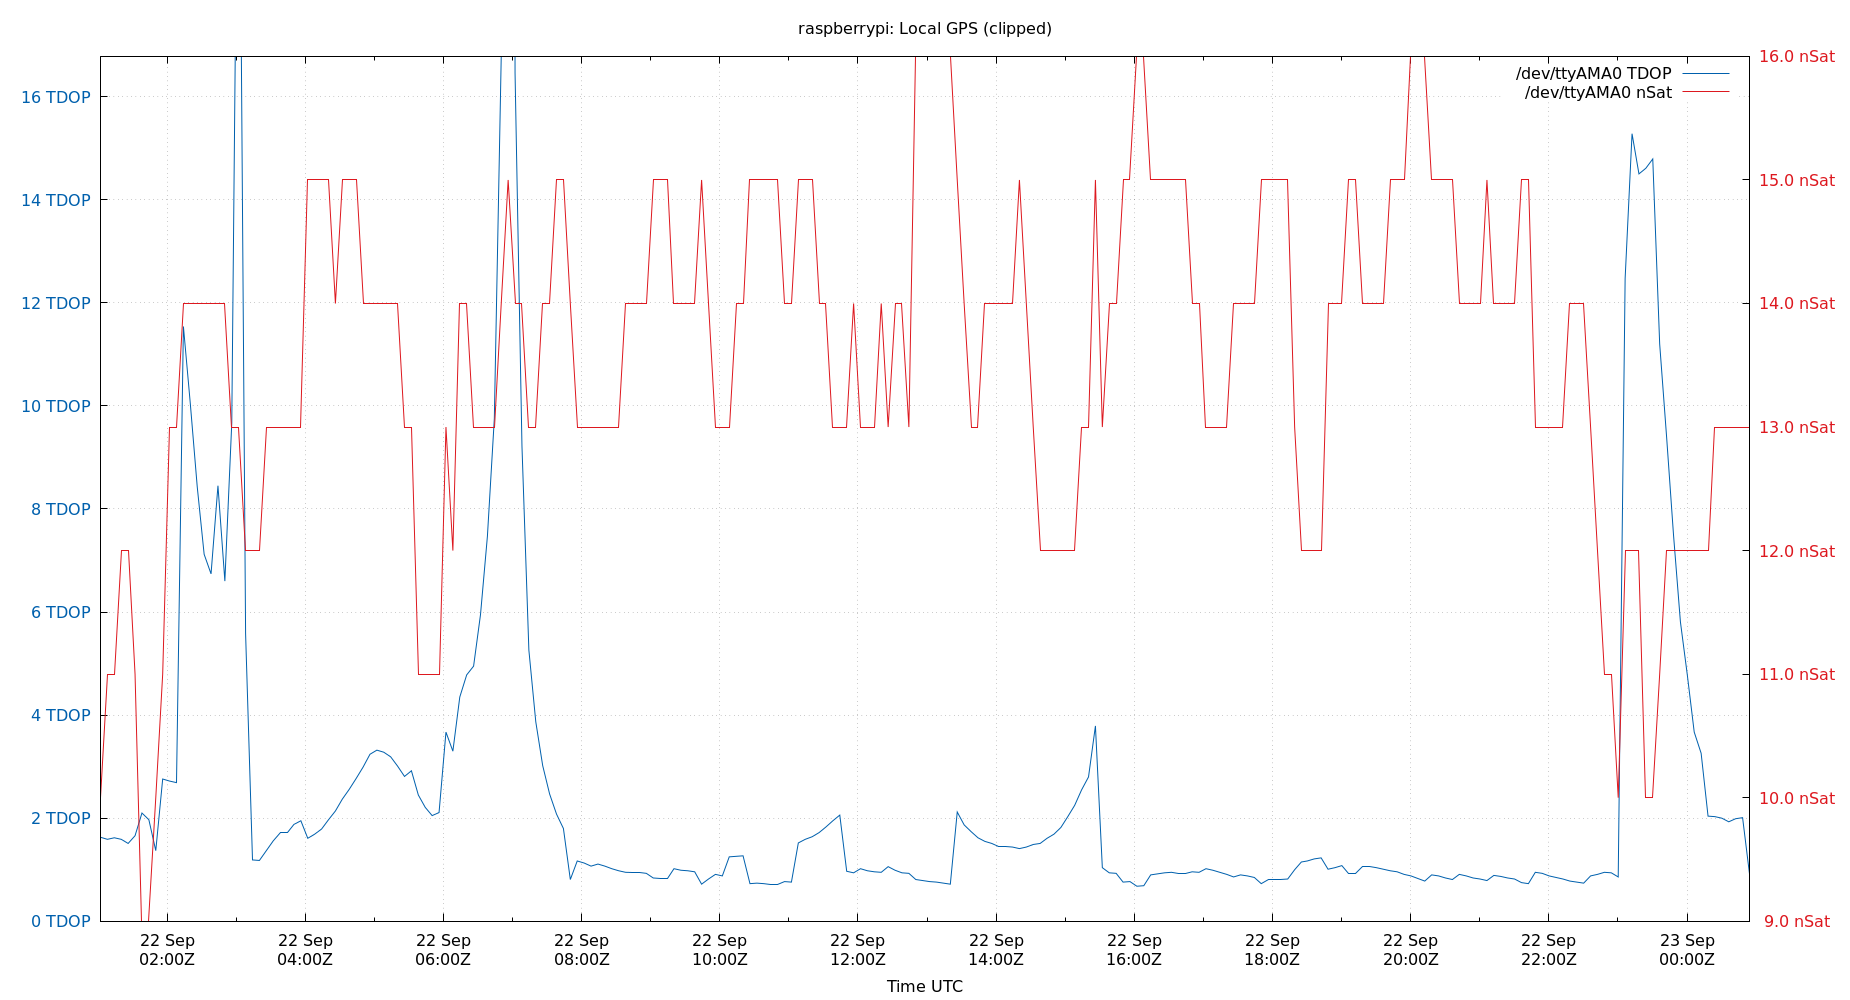 raspberrypi: Local GPS (clipped)
/dev/ttyAMA0 TDOP
/dev/ttyAMA0 nSat
16 TDOP
14 TDOP
12 TDOP
10 TDOP
8 TDOP
6 TDOP
4 TDOP
2 TDOP
0 TDOP
16.0 nSat
15.0 nSat
14.0 nSat
13.0 nSat
12.0 nSat
11.0 nSat
10.0 nSat
9.0 nSat
22 Sep
02:00Z
22 Sep
04:00Z
22 Sep
06:00Z
22 Sep
08:00Z
22 Sep
10:00Z
22 Sep
12:00Z
22 Sep
14:00Z
22 Sep
16:00Z
22 Sep
18:00Z
22 Sep
20:00Z
22 Sep
22:00Z
23 Sep
00:00Z
Time UTC